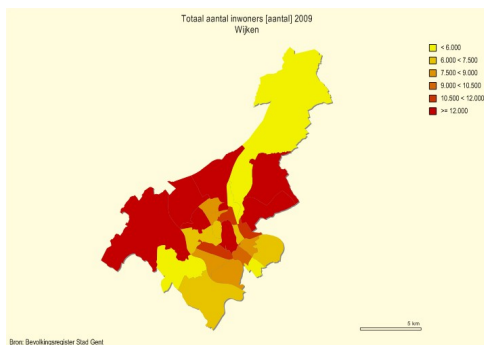 Totaal aantal inwoners [aantal] 2009
Wijken
< 6.000
6.000 < 7.500
7.500 < 9.000
9.000 < 10.500
10.500 < 12.000
>= 12.000
5 km
Bron: Bevolkingsregister Stad Gent